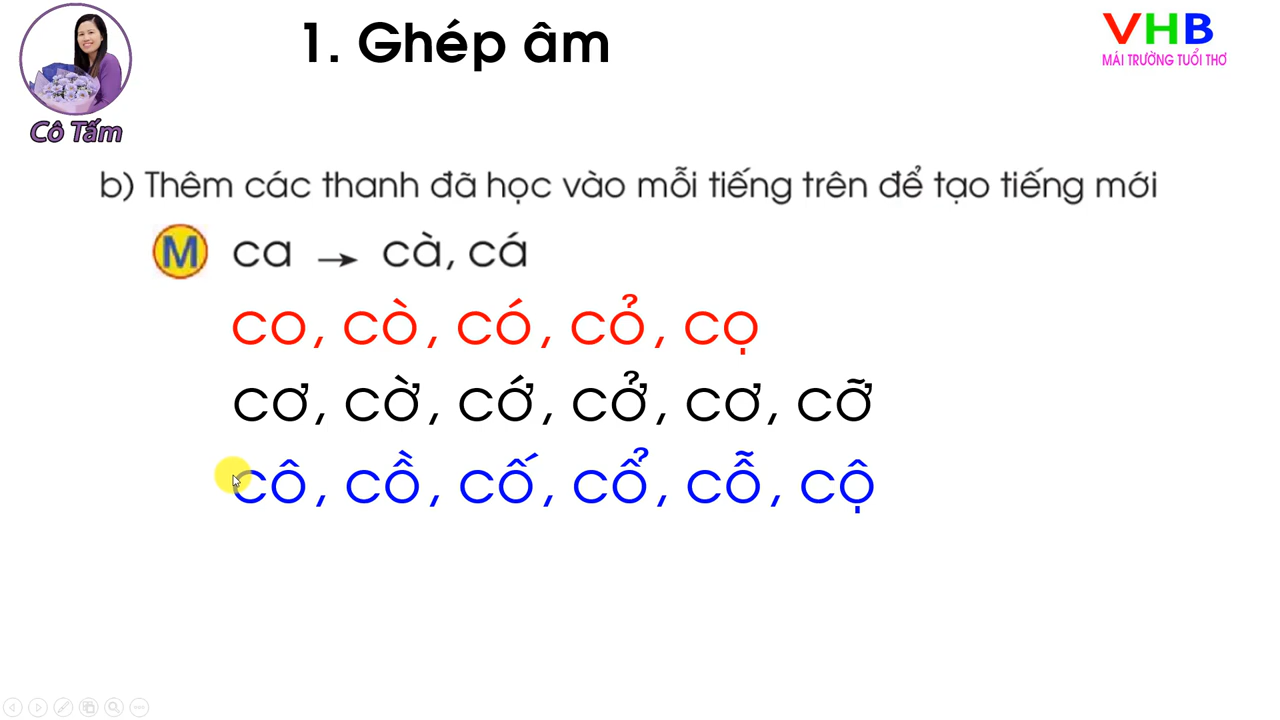 1. Ghép âm
VHB
MÁI TRƯỜNG TUỔI THƠ
Cô Tấm
b) Thêm các thanh đã học vào mỗi tiếng trên để tạo tiếng mới
M ca → cà, cá
co, cò, có, cỏ, cọ
cơ, cờ, cớ, cở, cơ, cỡ
cô, cồ, cố, cổ, cỗ, cộ